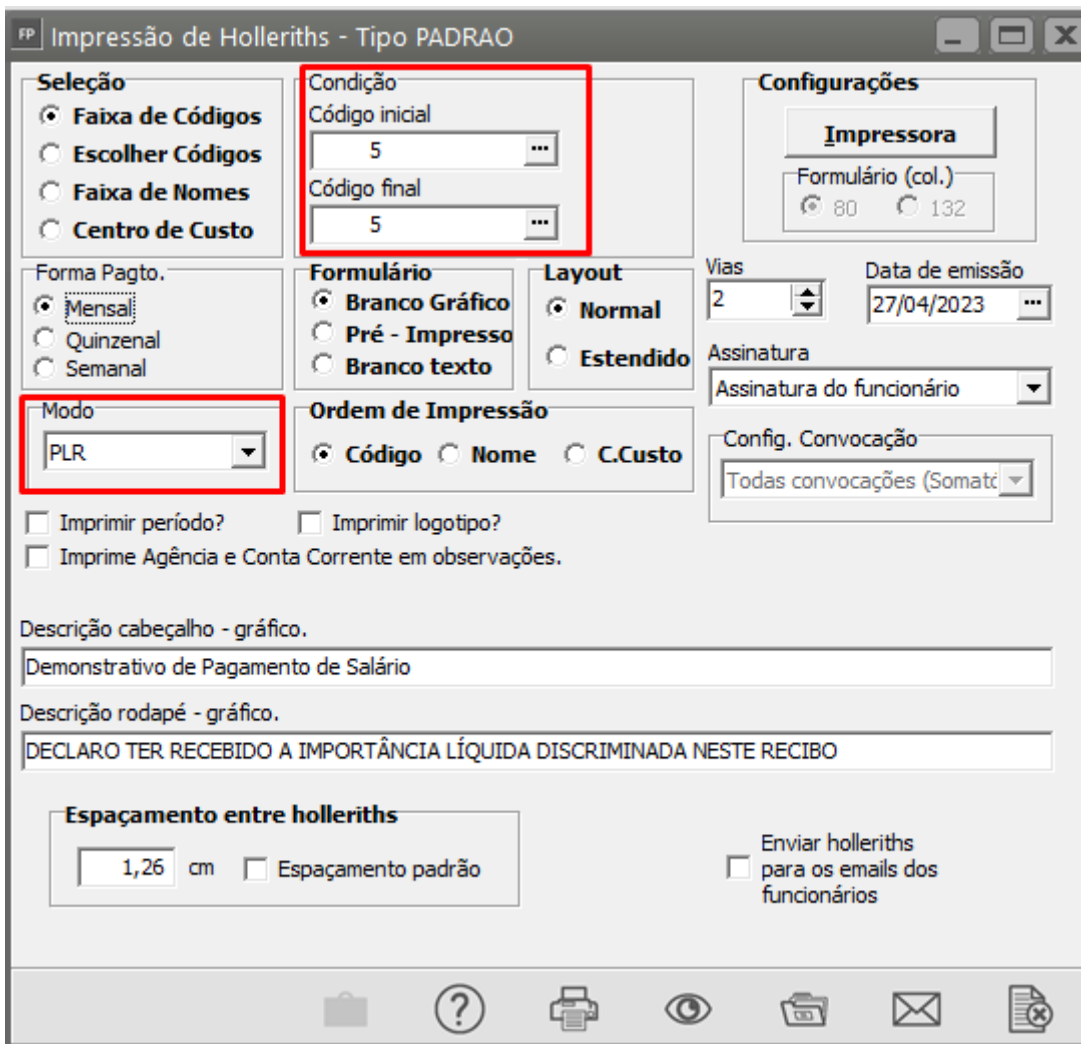 FP Impressão de Holleriths - Tipo PADRAO
Seleção
Faixa de Códigos
Escolher Códigos
Faixa de Nomes
Centro de Custo
Condição
Código inicial
5
Código final
5
Configurações
Impressora
Formulário (col.)
80 132
Forma Pagto.
Mensal
Quinzenal
Semanal
Formulário
Branco Gráfico
Pré - Impresso
Branco texto
Layout
Normal
Estendido
Vias
2
Data de emissão
27/04/2023
Assinatura
Assinatura do funcionário
Modo
PLR
Ordem de Impressão
Código Nome C.Custo
Config. Convocação
Todas convocações (Somató
Imprimir período? Imprimir logotipo?
Imprime Agência e Conta Corrente em observações.
Descrição cabeçalho - gráfico.
Demonstrativo de Pagamento de Salário
Descrição rodapé - gráfico.
DECLARO TER RECEBIDO A IMPORTÂNCIA LÍQUIDA DISCRIMINADA NESTE RECIBO
Espaçamento entre holleriths
1,26 cm Espaçamento padrão
Enviar holleriths
para os emails dos
funcionários